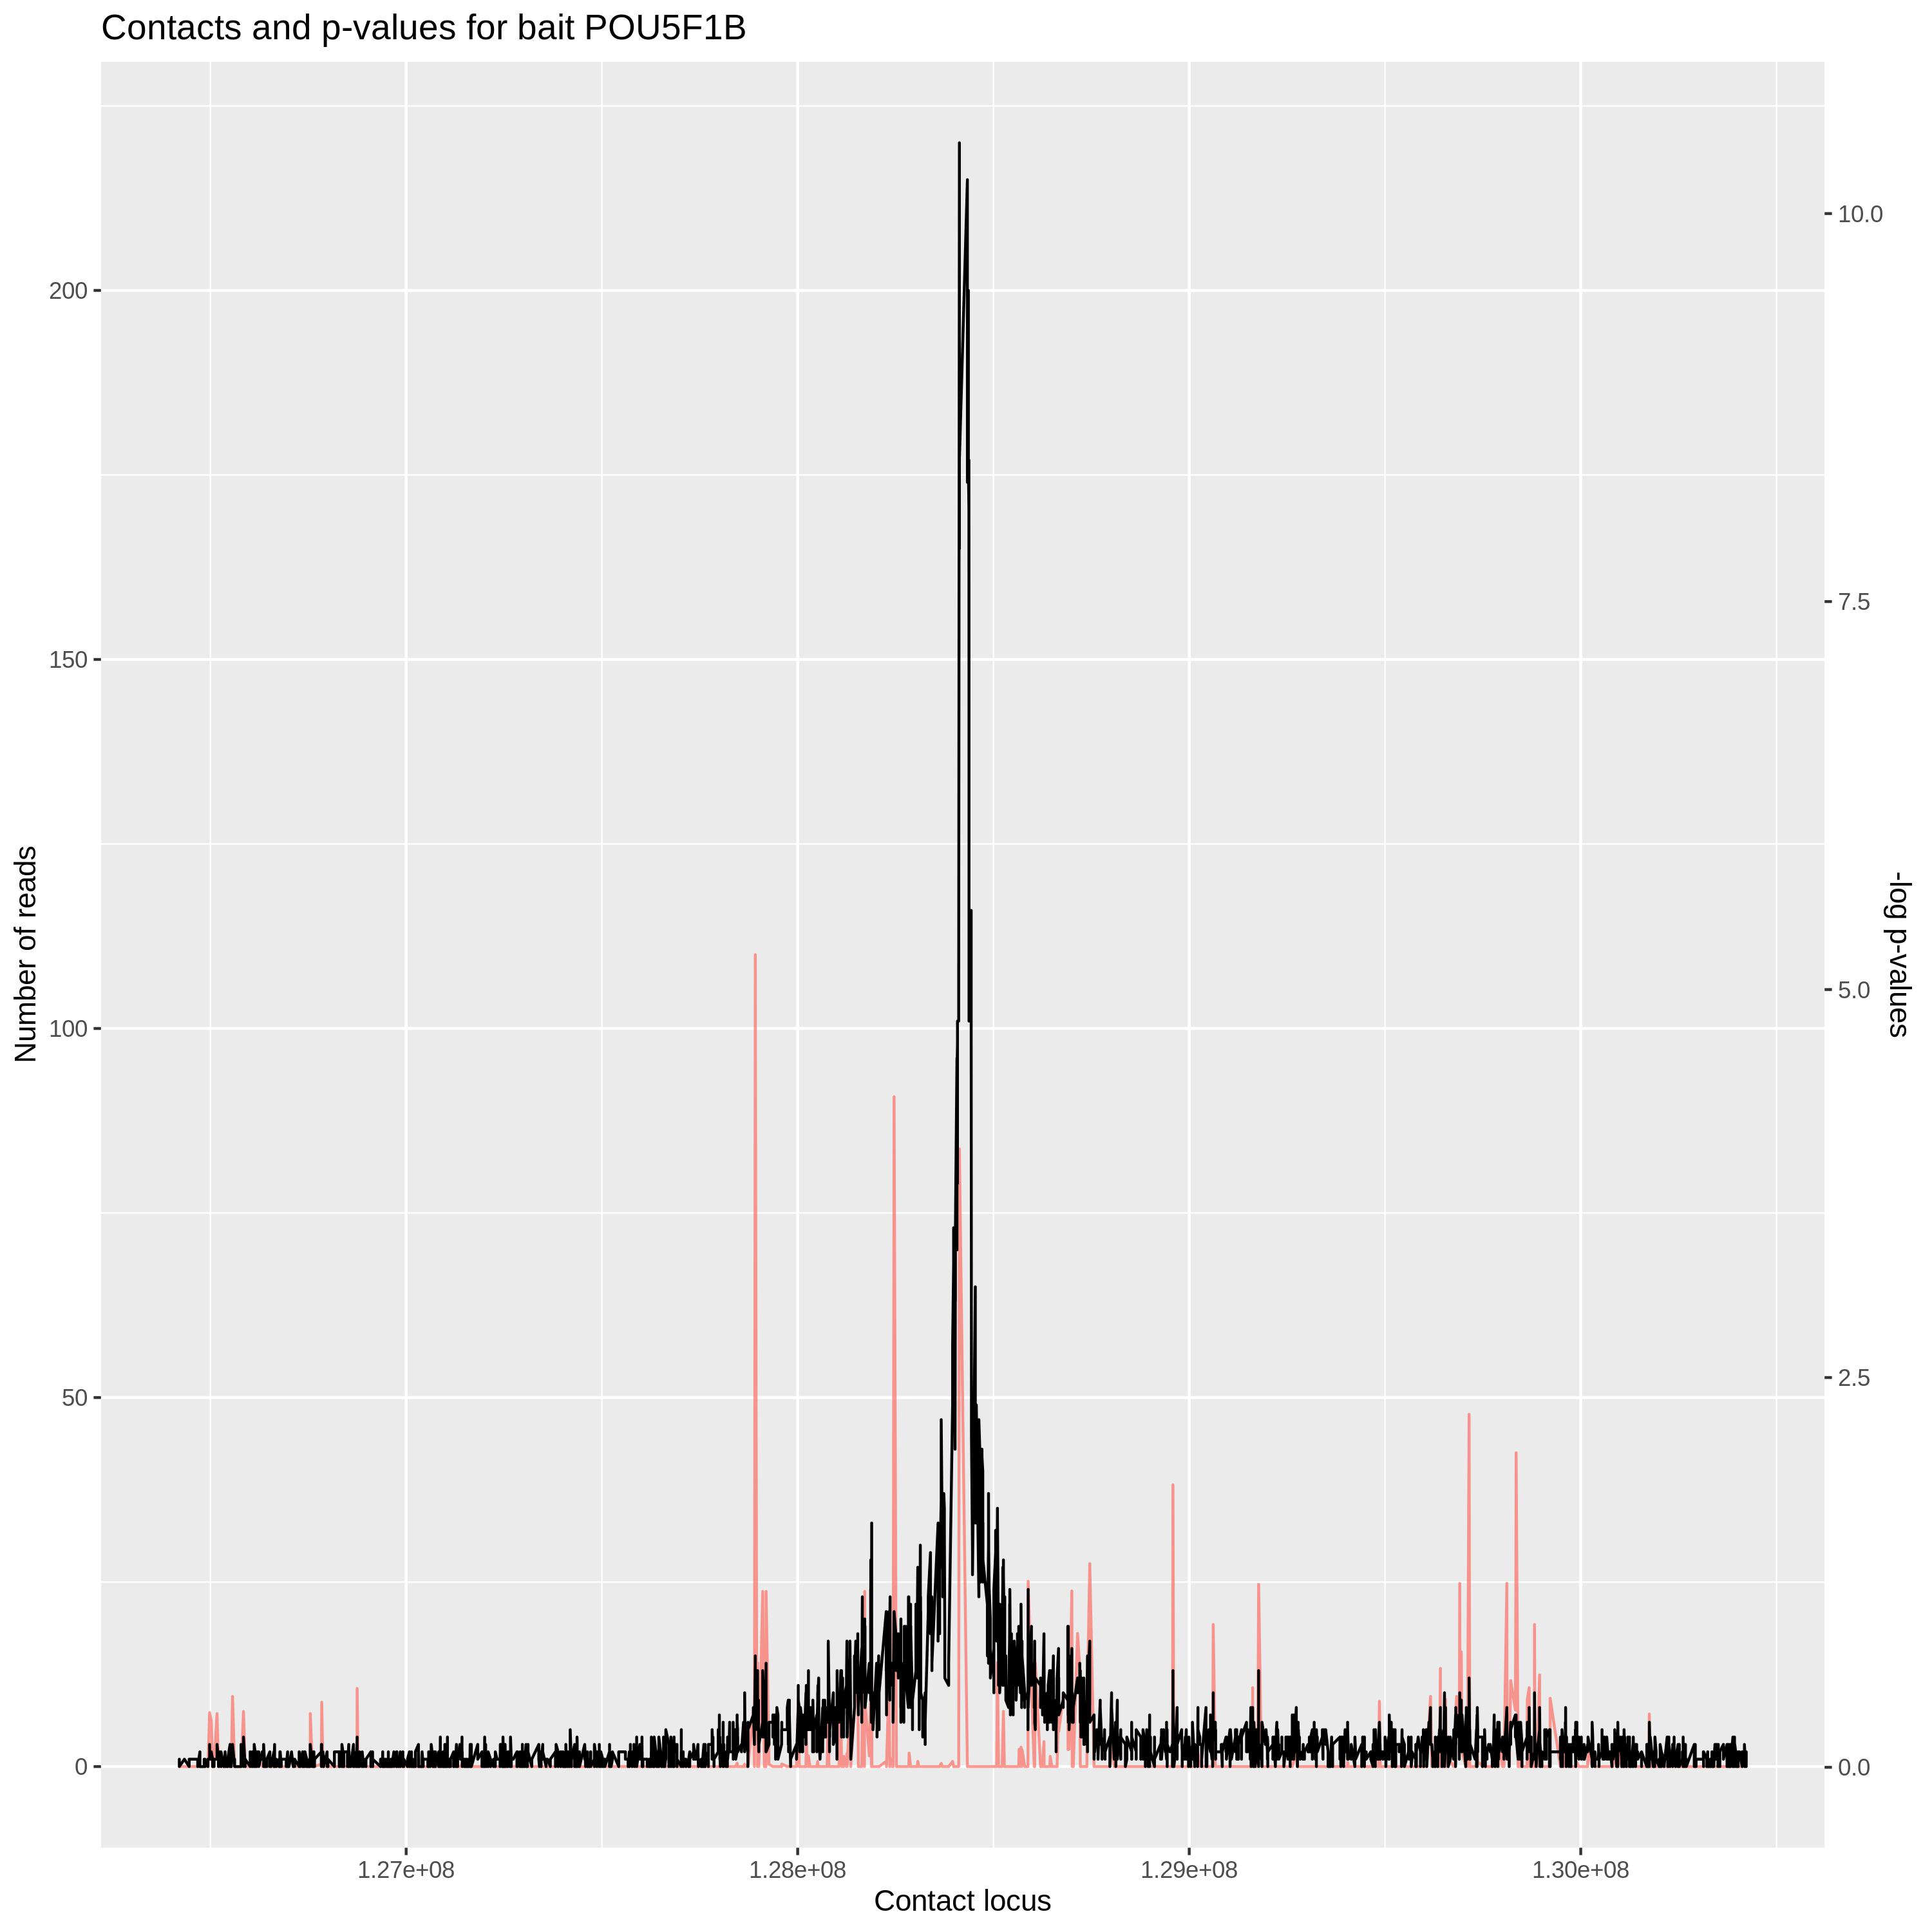 Contacts and p-values for bait POU5F1B
Number of reads
200
150
100
50
0
10.0
7.5
5.0
2.5
0.0
-log p-values
1.27e+08
1.28e+08
1.29e+08
1.30e+08
Contact locus